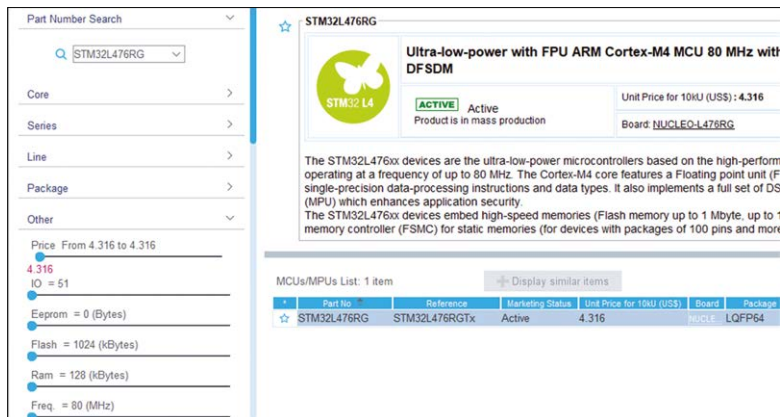 Part Number Search
STM32L476RG
Core
Series
Line
Package
Other
Price From 4.316 to 4.316
4.316
IO = 51
Eeprom = 0 (Bytes)
Flash = 1024 (kBytes)
Ram = 128 (kBytes)
Freq. = 80 (MHz)
STM32L476RG
STM32 L4
Ultra-low-power with FPU ARM Cortex-M4 MCU 80 MHz with
DFSDM
ACTIVE Active
Product is in mass production
Unit Price for 10kU (US$) : 4.316
Board: NUCLEO-L476RG
The STM32L476xx devices are the ultra-low-power microcontrollers based on the high-perform
operating at a frequency of up to 80 MHz. The Cortex-M4 core features a Floating point unit (F
single-precision data-processing instructions and data types. It also implements a full set of DS
(MPU) which enhances application security.
The STM32L476xx devices embed high-speed memories (Flash memory up to 1 Mbyte, up to 1
memory controller (FSMC) for static memories (for devices with packages of 100 pins and more
MCUs/MPUs List: 1 item
Display similar items
* Part No Reference Marketing Status Unit Price for 10kU (US$) Board Package
STM32L476RG STM32L476RGTx Active 4.316 NUCLE LQFP64